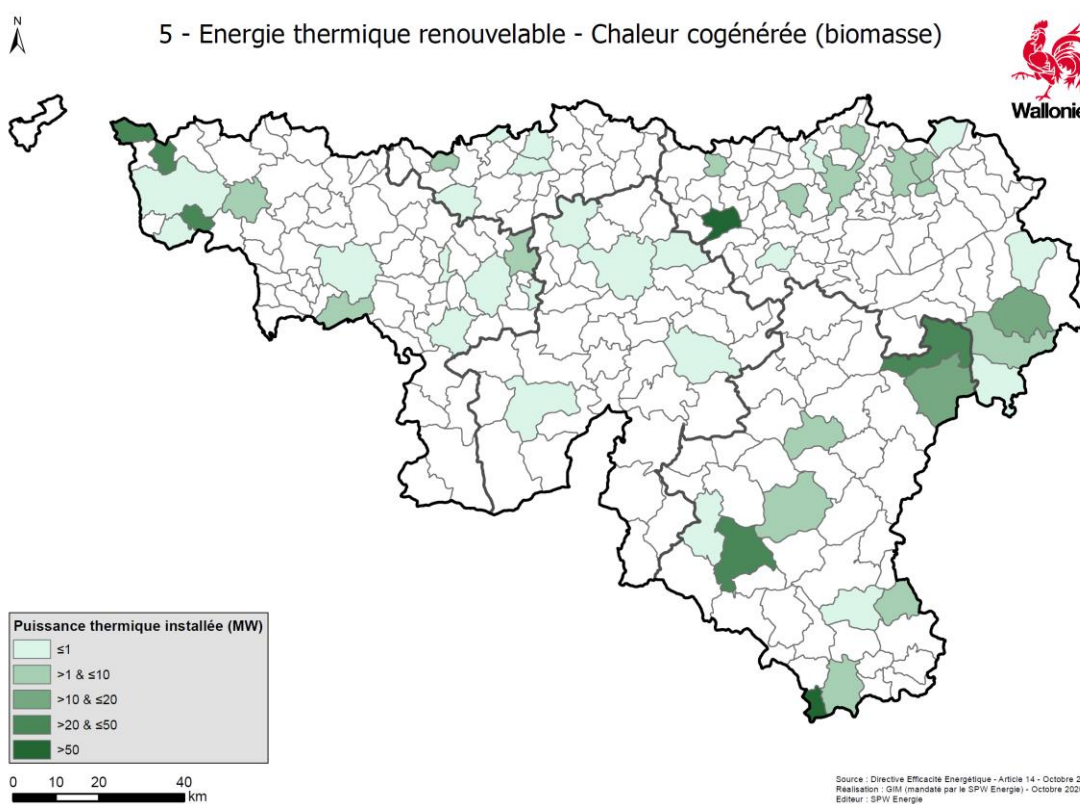 N
5 - Energie thermique renouvelable - Chaleur cogénérée (biomasse)
Wallonie
Puissance thermique installée (MW)
≤1
>1 & ≤10
>10 & ≤20
>20 & ≤50
>50
0 10 20 40
km
Source : Directive Efficacité Energétique - Article 14 - Octobre 2
Réalisation : GIM (mandaté par le SPW Energie) - Octobre 202
Editeur : SPW Energie